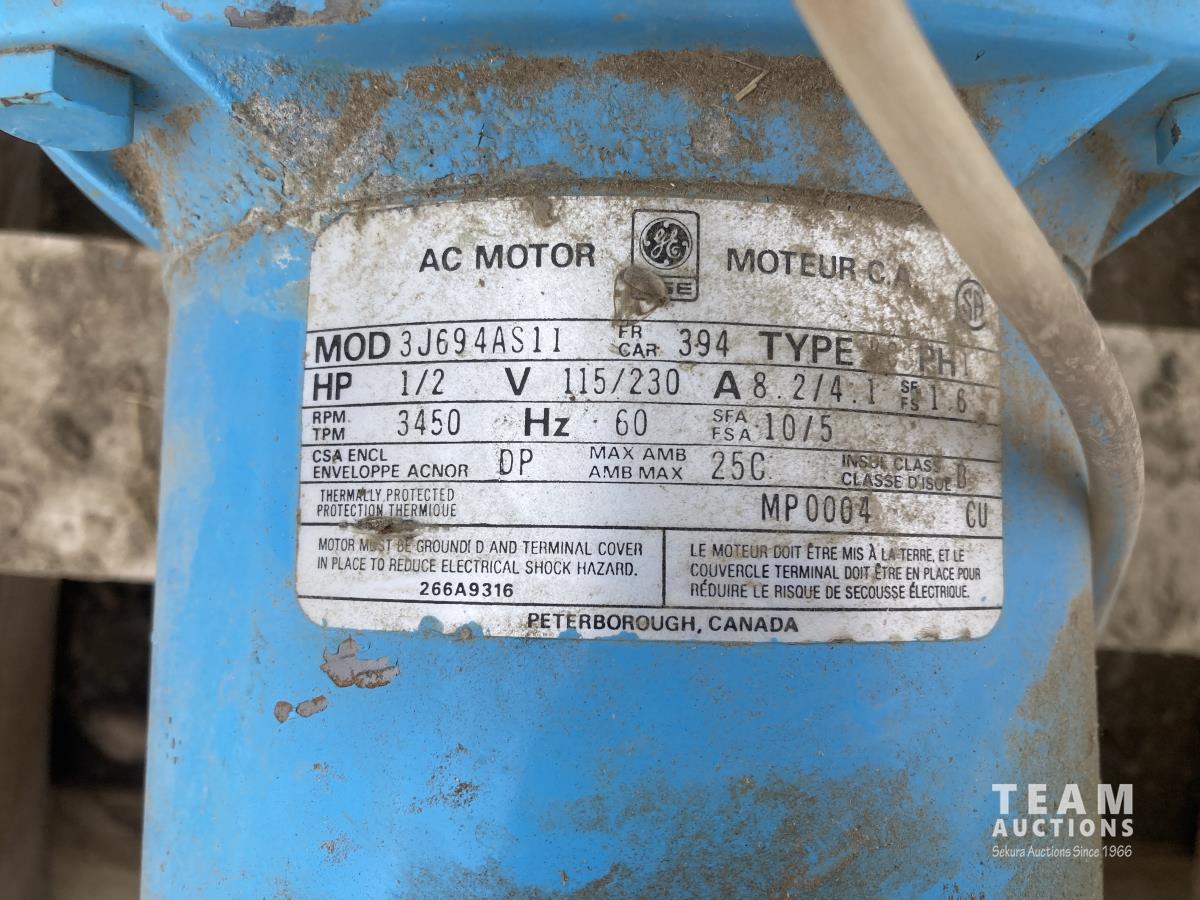 AC MOTOR GE MOTEUR C.A.
MOD 3J694AS11 FR CAR 394 TYPE PH1
HP 1/2 V 115/230 A 8.2/4.1 SF FS 1.6
RPM TPM 3450 Hz 60 SFA FSA 10/5
CSA ENCL ENVELOPPE ACNOR DP MAX AMB AMB MAX 25C INSUL CLASS CLASSE D'ISOL B
THERMALLY PROTECTED
PROTECTION THERMIQUE MP0004 CU
MOTOR MUST BE GROUNDED AND TERMINAL COVER
IN PLACE TO REDUCE ELECTRICAL SHOCK HAZARD.
266A9316
LE MOTEUR DOIT ÊTRE MIS À LA TERRE, ET LE
COUVERCLE TERMINAL DOIT ÊTRE EN PLACE POUR
RÉDUIRE LE RISQUE DE SECOUSSE ÉLECTRIQUE.
PETERBOROUGH, CANADA
TEAM
AUCTIONS
Sekura Auctions Since 1966